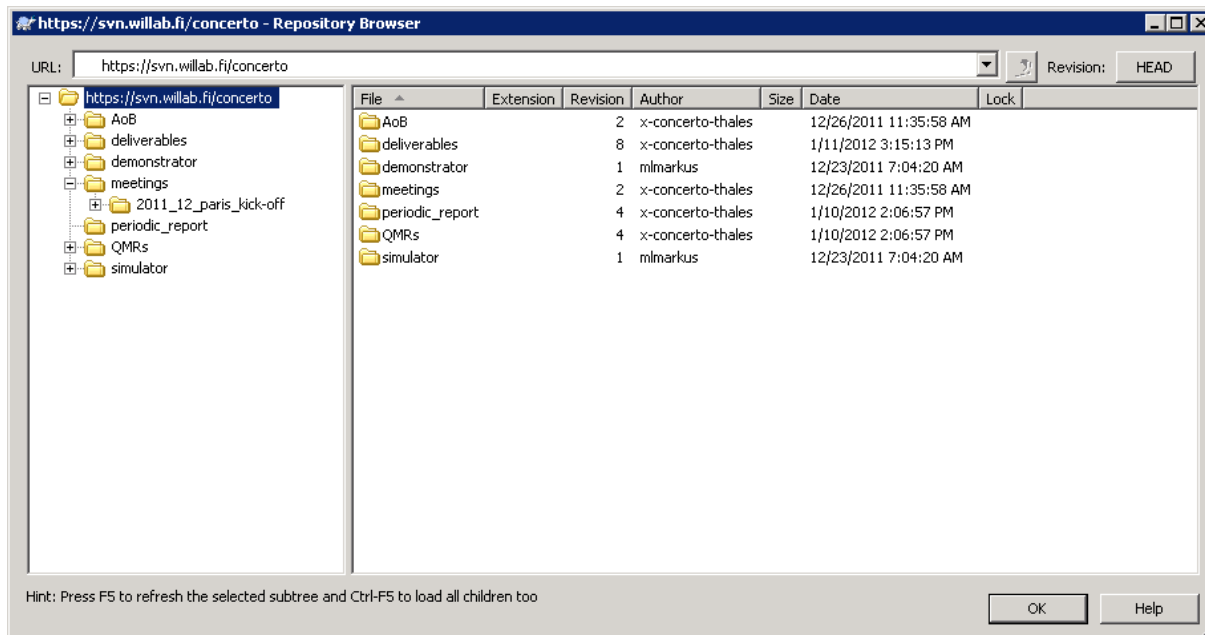 https://svn.willab.fi/concerto - Repository Browser
URL: https://svn.willab.fi/concerto Revision: HEAD
https://svn.willab.fi/concerto
AoB
deliverables
demonstrator
meetings
2011_12_paris_kick-off
periodic_report
QMRs
simulator
File Extension Revision Author Size Date Lock
AoB 2 x-concerto-thales 12/26/2011 11:35:58 AM
deliverables 8 x-concerto-thales 1/11/2012 3:15:13 PM
demonstrator 1 mlmarkus 12/23/2011 7:04:20 AM
meetings 2 x-concerto-thales 12/26/2011 11:35:58 AM
periodic_report 4 x-concerto-thales 1/10/2012 2:06:57 PM
QMRs 4 x-concerto-thales 1/10/2012 2:06:57 PM
simulator 1 mlmarkus 12/23/2011 7:04:20 AM
Hint: Press F5 to refresh the selected subtree and Ctrl-F5 to load all children too
OK Help